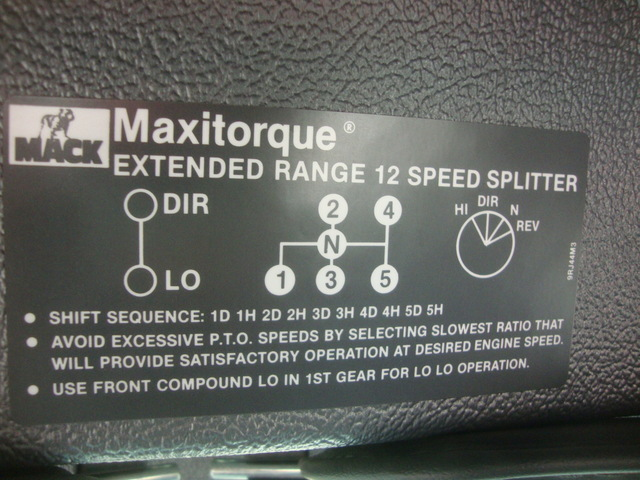 MACK
Maxitorque®
EXTENDED RANGE 12 SPEED SPLITTER
DIR
LO
2 4
N
1 3 5
HI DIR N REV
9RJ44M3
• SHIFT SEQUENCE: 1D 1H 2D 2H 3D 3H 4D 4H 5D 5H
• AVOID EXCESSIVE P.T.O. SPEEDS BY SELECTING SLOWEST RATIO THAT
WILL PROVIDE SATISFACTORY OPERATION AT DESIRED ENGINE SPEED.
• USE FRONT COMPOUND LO IN 1ST GEAR FOR LO LO OPERATION.